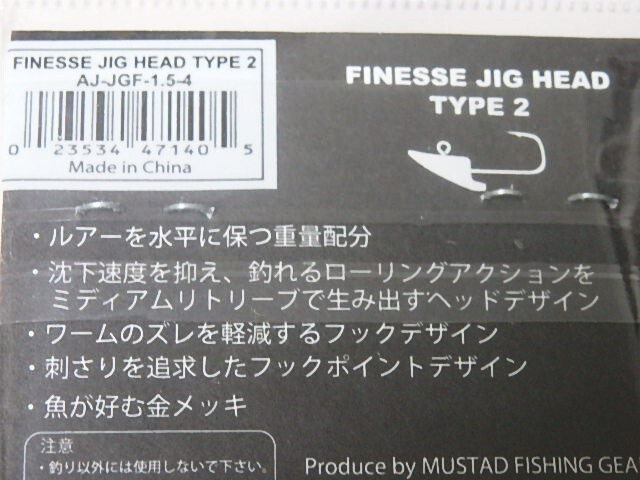 FINESSE JIG HEAD TYPE 2
AJ-JGF-1.5-4
0 23534 47140 5
Made in China
FINESSE JIG HEAD
TYPE 2
・ルアーを水平に保つ重量配分
・沈下速度を抑え、釣れるローリングアクションを
ミディアムリトリーブで生み出すヘッドデザイン
・ワームのズレを軽減するフックデザイン
・刺さりを追求したフックポイントデザイン
・魚が好む金メッキ
注意
・釣り以外には使用しないで下さい。
Produce by MUSTAD FISHING GEAR